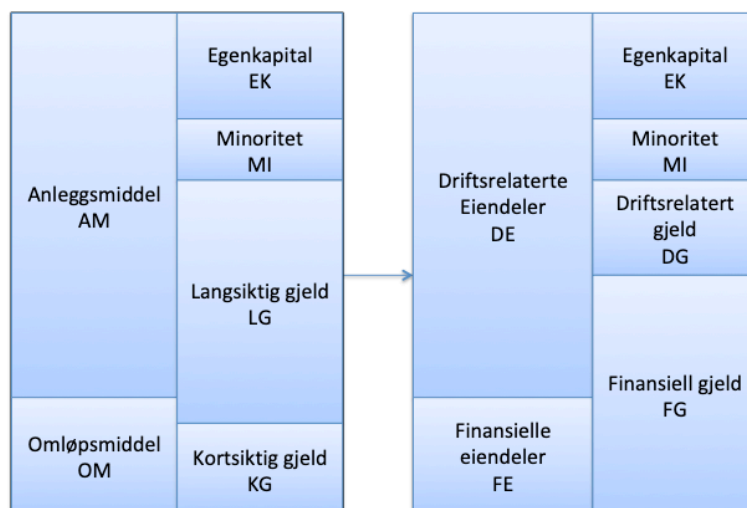 Anleggsmiddel
AM
Omløpsmiddel
OM
Egenkapital
EK
Minoritet
MI
Langsiktig gjeld
LG
Kortsiktig gjeld
KG
Driftsrelaterte
Eiendeler
DE
Finansielle
eiendeler
FE
Egenkapital
EK
Minoritet
MI
Driftsrelatert
gjeld
DG
Finansiell gjeld
FG